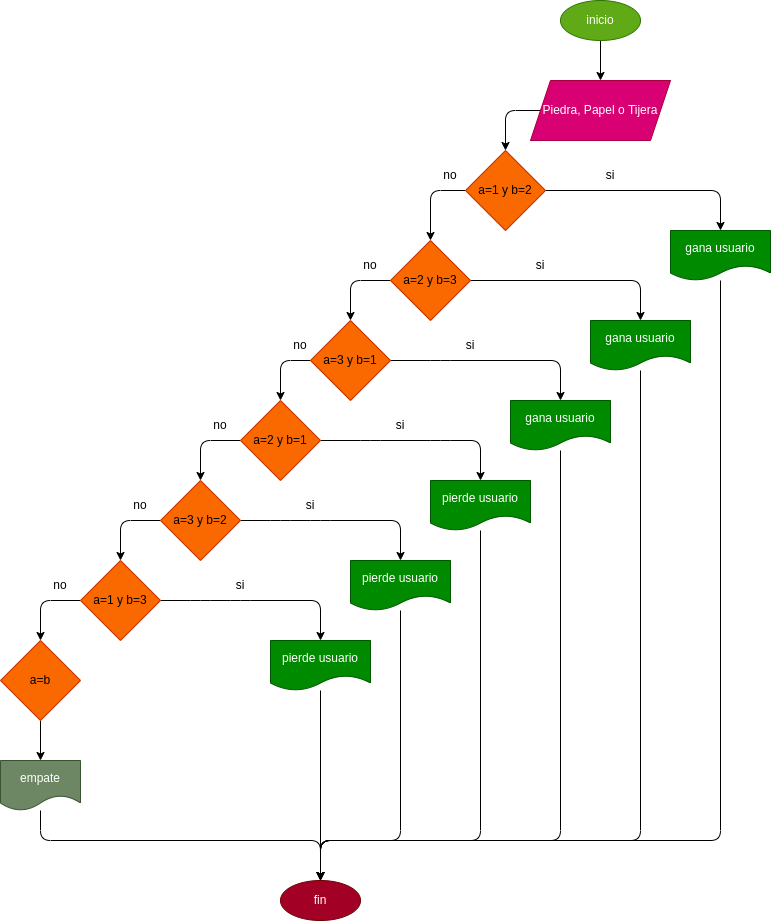 inicio
Piedra, Papel o Tijera
no
si
a=1 y b=2
gana usuario
no
si
a=2 y b=3
gana usuario
no
si
a=3 y b=1
gana usuario
no
si
a=2 y b=1
pierde usuario
no
si
a=3 y b=2
pierde usuario
no
si
a=1 y b=3
pierde usuario
a=b
empate
fin